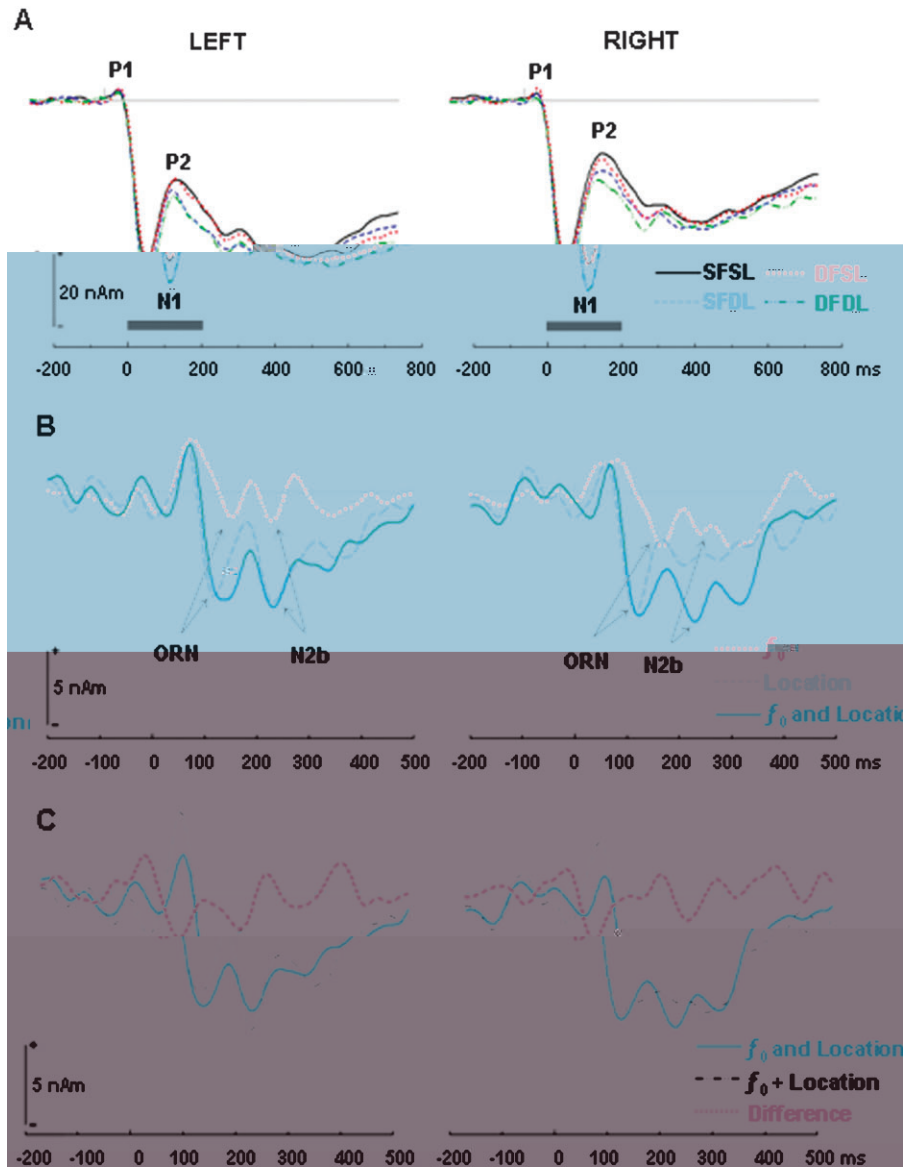 A
LEFT RIGHT
P1 P1
P2 P2
20 nAm
N1 N1
SFSL DFSL
SFDL DFDL
-200 0 200 400 600 800 -200 0 200 400 600 800 ms
B
ORN N2b ORN N2b
+
5 nAm
-
f0
Location
f0 and Locatio
-200 -100 0 100 200 300 400 500 -200 -100 0 100 200 300 400 500 ms
C
5 nAm
-
f0 and Location
f0 + Location
Difference
-200 -100 0 100 200 300 400 500 -200 -100 0 100 200 300 400 500 ms